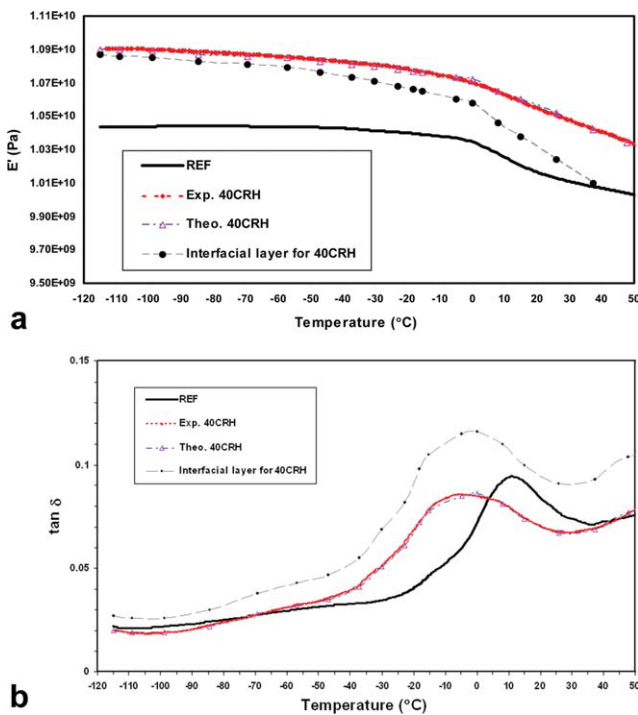 1.09E+10
1.07E+10
1.05E+10
1.03E+10
1.01E+10
9.90E+09
9.70E+09
9.50E+09
E' (Pa)
REF
Exp. 40CRH
Theo. 40CRH
Interfacial layer for 40CRH
-120 -110 -100 -90 -80 -70 -60 -50 -40 -30 -20 -10 0 10 20 30 40 50
Temperature (°C)
a
0.15
0.1
0.05
0
tan δ
REF
Exp. 40CRH
Theo. 40CRH
Interfacial layer for 40CRH
-120 -110 -100 -90 -80 -70 -60 -50 -40 -30 -20 -10 0 10 20 30 40 50
Temperature (°C)
b